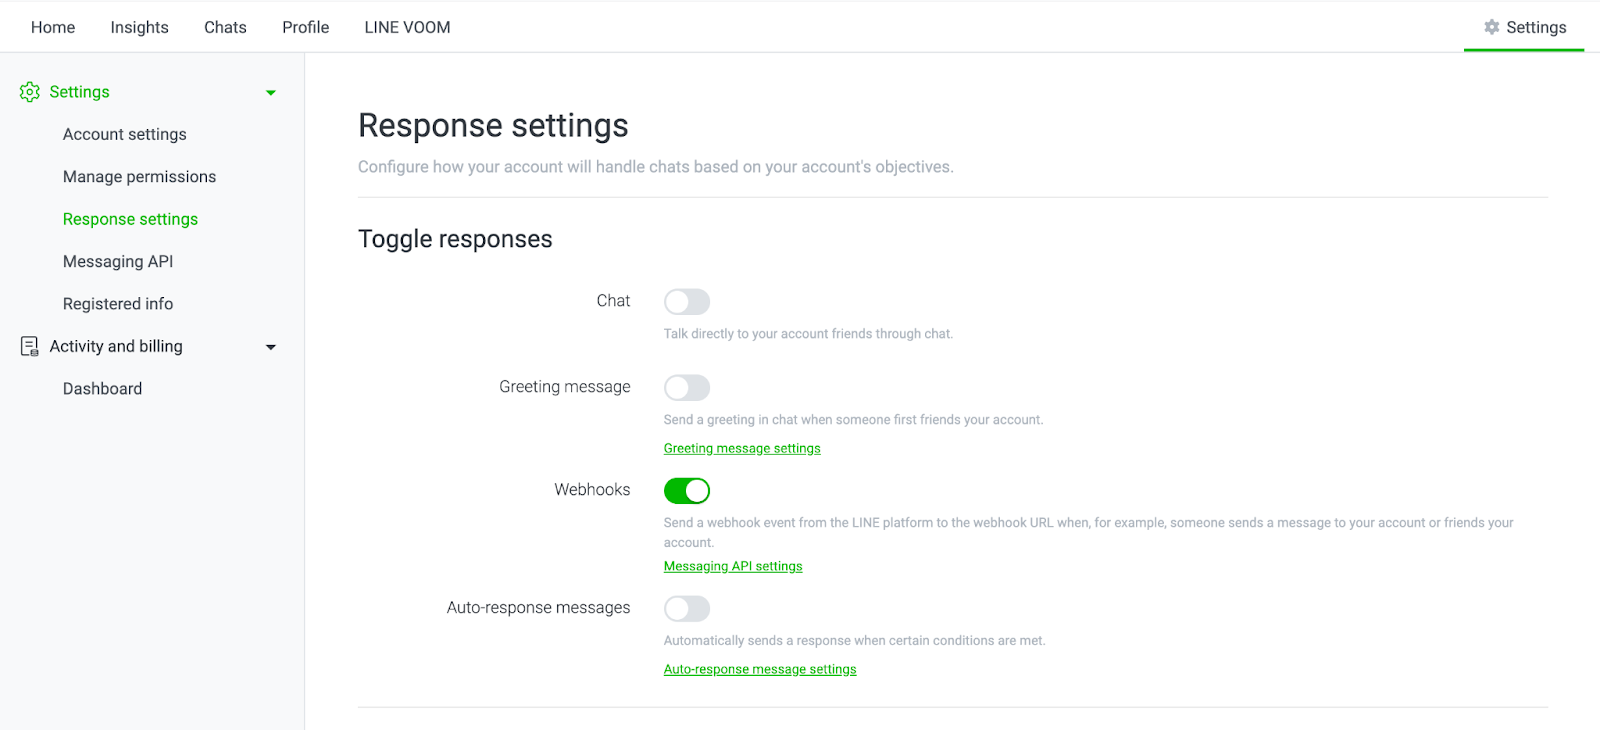 Home Insights Chats Profile LINE VOOM Settings
Settings
Account settings
Manage permissions
Response settings
Messaging API
Registered info
Activity and billing
Dashboard
Response settings
Configure how your account will handle chats based on your account's objectives.
Toggle responses
Chat
Talk directly to your account friends through chat.
Greeting message
Send a greeting in chat when someone first friends your account.
Greeting message settings
Webhooks
Send a webhook event from the LINE platform to the webhook URL when, for example, someone sends a message to your account or friends your
account.
Messaging API settings
Auto-response messages
Automatically sends a response when certain conditions are met.
Auto-response message settings